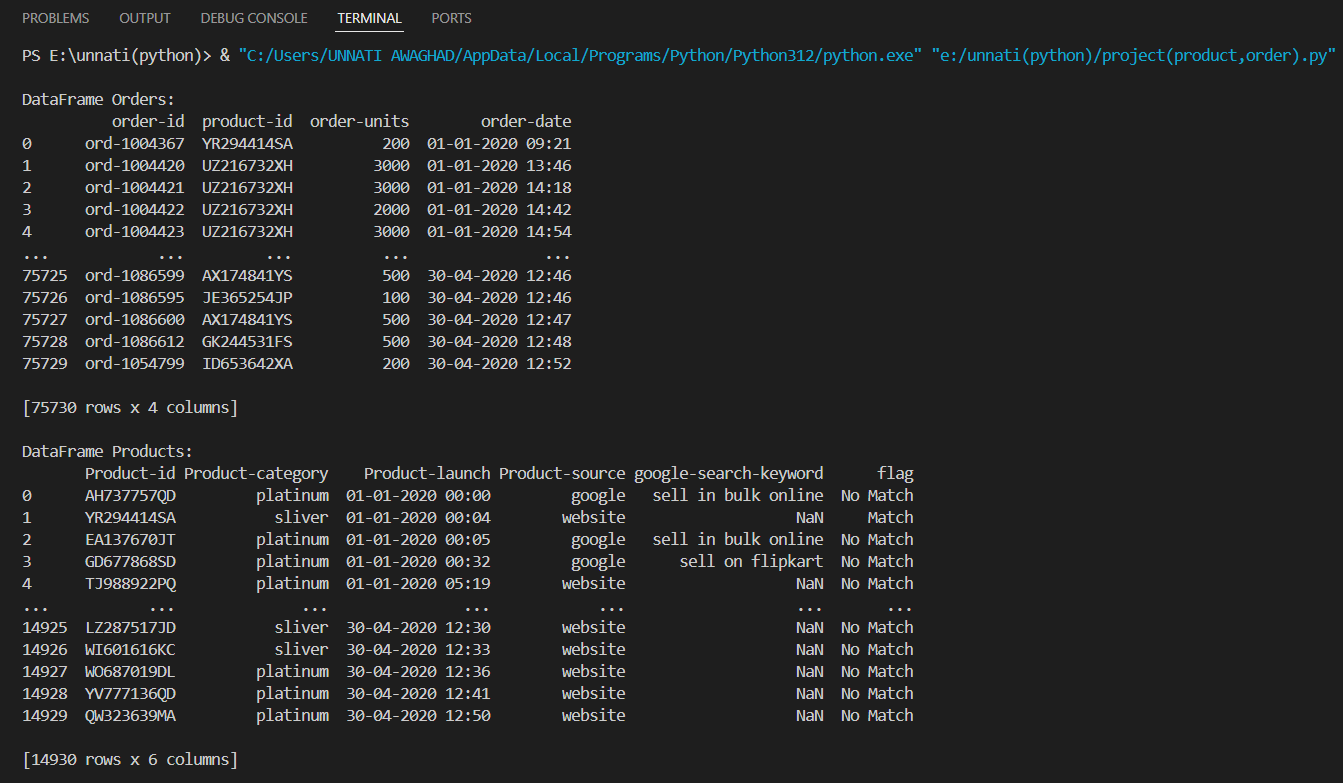 PROBLEMS OUTPUT DEBUG CONSOLE TERMINAL PORTS
PS E:\unnati(python)> & "C:/Users/UNNATI AWAGHAD/AppData/Local/Programs/Python/Python312/python.exe" "e:/unnati(python)/project(product,order).py"
DataFrame Orders:
order-id product-id order-units order-date
0 ord-1004367 YR294414SA 200 01-01-2020 09:21
1 ord-1004420 UZ216732XH 3000 01-01-2020 13:46
2 ord-1004421 UZ216732XH 3000 01-01-2020 14:18
3 ord-1004422 UZ216732XH 2000 01-01-2020 14:42
4 ord-1004423 UZ216732XH 3000 01-01-2020 14:54
... ... ... ... ...
75725 ord-1086599 AX174841YS 500 30-04-2020 12:46
75726 ord-1086595 JE365254JP 100 30-04-2020 12:46
75727 ord-1086600 AX174841YS 500 30-04-2020 12:47
75728 ord-1086612 GK244531FS 500 30-04-2020 12:48
75729 ord-1054799 ID653642XA 200 30-04-2020 12:52
[75730 rows x 4 columns]
DataFrame Products:
Product-id Product-category Product-launch Product-source google-search-keyword flag
0 AH737757QD platinum 01-01-2020 00:00 google sell in bulk online No Match
1 YR294414SA sliver 01-01-2020 00:04 website NaN Match
2 EA137670JT platinum 01-01-2020 00:05 google sell in bulk online No Match
3 GD677868SD platinum 01-01-2020 00:32 google sell on flipkart No Match
4 TJ988922PQ platinum 01-01-2020 05:19 website NaN No Match
... ... ... ... ... ... ...
14925 LZ287517JD sliver 30-04-2020 12:30 website NaN No Match
14926 WI601616KC sliver 30-04-2020 12:33 website NaN No Match
14927 WO687019DL platinum 30-04-2020 12:36 website NaN No Match
14928 YV777136QD platinum 30-04-2020 12:41 website NaN No Match
14929 QW323639MA platinum 30-04-2020 12:50 website NaN No Match
[14930 rows x 6 columns]